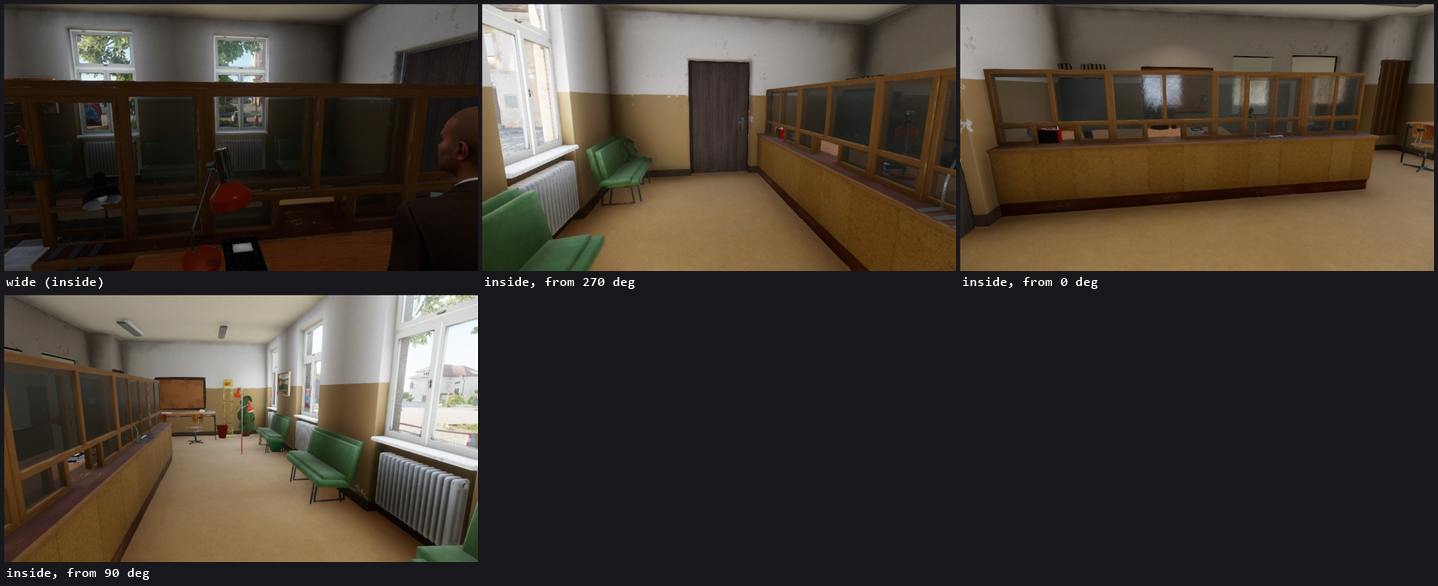 wide (inside)
inside, from 270 deg
inside, from 0 deg
inside, from 90 deg